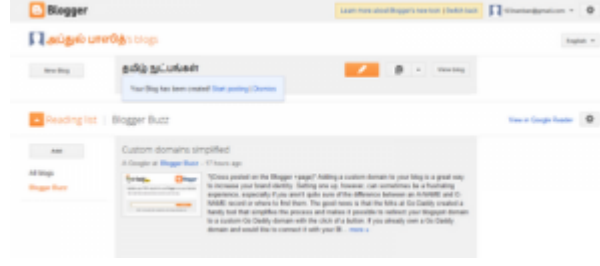 Blogger
Learn more about Blogger's new look | Switch back
அப்துல் பாஸித்'s blogs
English
New Blog
தமிழ் நுட்பங்கள்
View blog
Your Blog has been created! Start posting | Dismiss
Reading list | Blogger Buzz
View in Google Reader
Add
Custom domains simplified
A Googler at Blogger Buzz - 17 hours ago
All blogs
Blogger Buzz
"[Cross posted on the Blogger +page]" Adding a custom domain to your blog is a great way
to increase your brand identity. Setting one up, however, can sometimes be a frustrating
experience, especially if you aren't quite sure of the difference between an A-NAME and C-
NAME record or where to find them. The good news is that the folks at Go Daddy created a
handy tool that simplifies the process and makes it possible to redirect your blogspot domain
to a custom Go Daddy domain with the click of a button. If you already own a Go Daddy
domain and would like to connect it with your Bl... more »